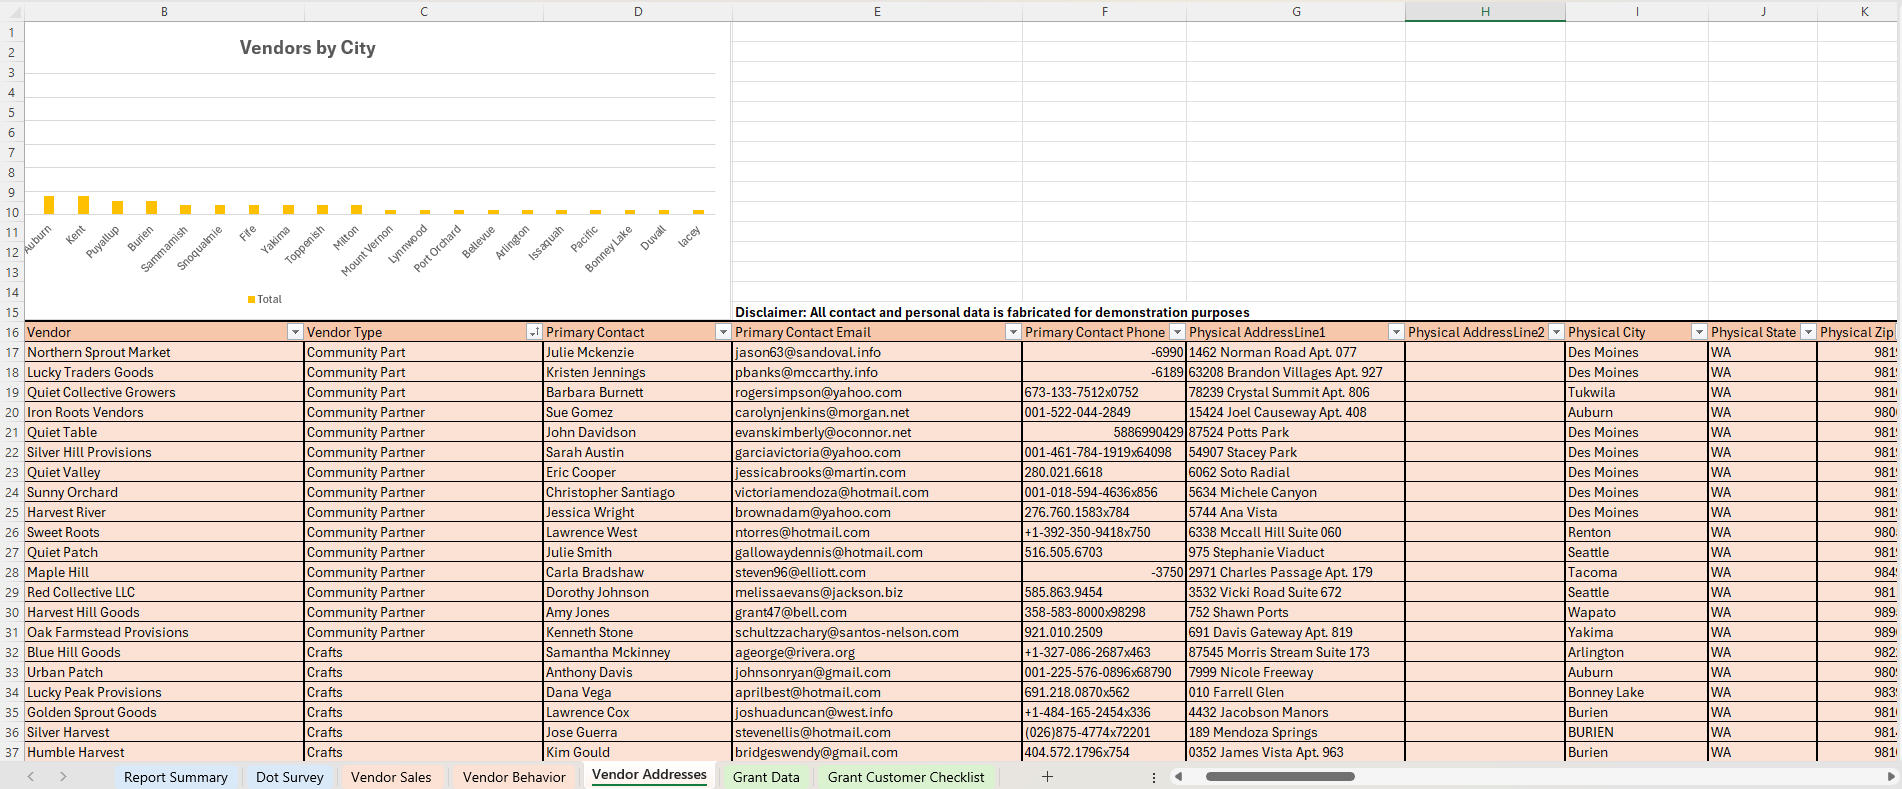 B C D E F G H I J K
1
2
3
4
5
6
7
8
9
10
11
12
13
14
15
Vendors by City
Auburn Kent Puyallup Burien Sammamish Snoqualmie Fife Yakima Toppenish Milton Mount Vernon Lynnwood Port Orchard Bellevue Arlington Issaquah Pacific Bonney Lake Duvall lacey
Total
Disclaimer: All contact and personal data is fabricated for demonstration purposes
16 Vendor Vendor Type Primary Contact Primary Contact Email Primary Contact Phone Physical AddressLine1 Physical AddressLine2 Physical City Physical State Physical Zip
17 Northern Sprout Market Community Part Julie Mckenzie jason63@sandoval.info -6990 1462 Norman Road Apt. 077 Des Moines WA 981
18 Lucky Traders Goods Community Part Kristen Jennings pbanks@mccarthy.info -6189 63208 Brandon Villages Apt. 927 Des Moines WA 981
19 Quiet Collective Growers Community Part Barbara Burnett rogersimpson@yahoo.com 673-133-7512x0752 78239 Crystal Summit Apt. 806 Tukwila WA 981
20 Iron Roots Vendors Community Partner Sue Gomez carolynjenkins@morgan.net 001-522-044-2849 15424 Joel Causeway Apt. 408 Auburn WA 980
21 Quiet Table Community Partner John Davidson evanskimberly@oconnor.net 5886990429 87524 Potts Park Des Moines WA 981
22 Silver Hill Provisions Community Partner Sarah Austin garciavictoria@yahoo.com 001-461-784-1919x64098 54907 Stacey Park Des Moines WA 981
23 Quiet Valley Community Partner Eric Cooper jessicabrooks@martin.com 280.021.6618 6062 Soto Radial Des Moines WA 981
24 Sunny Orchard Community Partner Christopher Santiago victoriamendoza@hotmail.com 001-018-594-4636x856 5634 Michele Canyon Des Moines WA 981
25 Harvest River Community Partner Jessica Wright brownadam@yahoo.com 276.760.1583x784 5744 Ana Vista Des Moines WA 981
26 Sweet Roots Community Partner Lawrence West ntorres@hotmail.com +1-392-350-9418x750 6338 Mccall Hill Suite 060 Renton WA 980
27 Quiet Patch Community Partner Julie Smith gallowaydennis@hotmail.com 516.505.6703 975 Stephanie Viaduct Seattle WA 981
28 Maple Hill Community Partner Carla Bradshaw steven96@elliott.com -3750 2971 Charles Passage Apt. 179 Tacoma WA 984
29 Red Collective LLC Community Partner Dorothy Johnson melissaevans@jackson.biz 585.863.9454 3532 Vicki Road Suite 672 Seattle WA 981
30 Harvest Hill Goods Community Partner Amy Jones grant47@bell.com 358-583-8000x98298 752 Shawn Ports Wapato WA 989
31 Oak Farmstead Provisions Community Partner Kenneth Stone schultzzachary@santos-nelson.com 921.010.2509 691 Davis Gateway Apt. 819 Yakima WA 989
32 Blue Hill Goods Crafts Samantha Mckinney ageorge@rivera.org +1-327-086-2687x463 87545 Morris Stream Suite 173 Arlington WA 982
33 Urban Patch Crafts Anthony Davis johnsonryan@gmail.com 001-225-576-0896x68790 7999 Nicole Freeway Auburn WA 980
34 Lucky Peak Provisions Crafts Dana Vega aprilbest@hotmail.com 691.218.0870x562 010 Farrell Glen Bonney Lake WA 983
35 Golden Sprout Goods Crafts Lawrence Cox joshuaduncan@west.info +1-484-165-2454x336 4432 Jacobson Manors Burien WA 981
36 Silver Harvest Crafts Jose Guerra stevenellis@hotmail.com (026)875-4774x72201 189 Mendoza Springs BURIEN WA 981
37 Humble Harvest Crafts Kim Gould bridgeswendy@gmail.com 404.572.1796x754 0352 James Vista Apt. 963 Burien WA 981
Report Summary Dot Survey Vendor Sales Vendor Behavior Vendor Addresses Grant Data Grant Customer Checklist